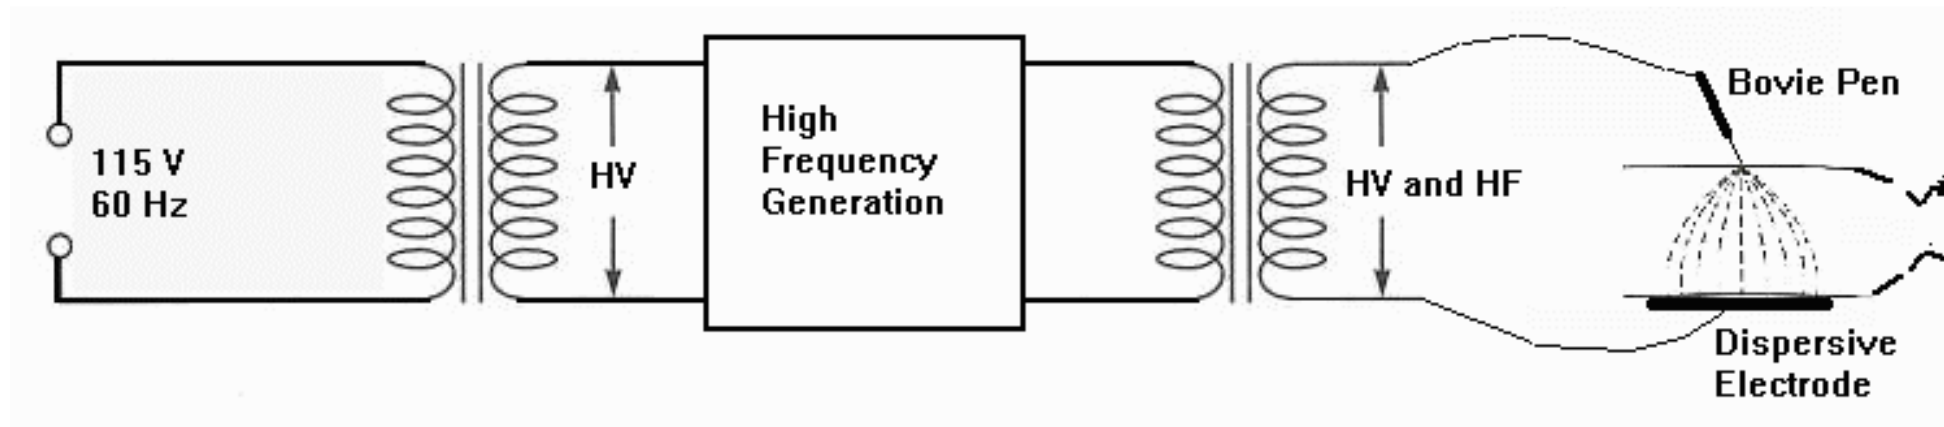 115 V
60 Hz
HV
High
Frequency
Generation
HV and HF
Bovie Pen
Dispersive
Electrode